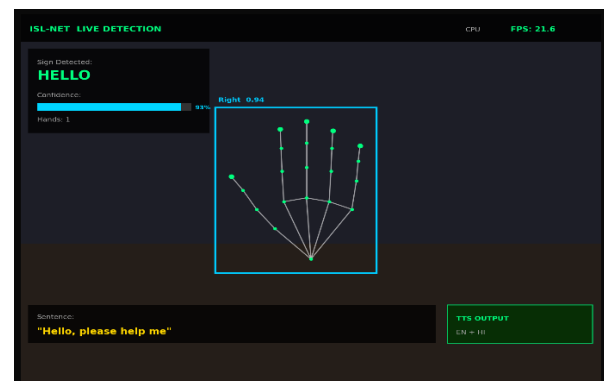 ISL-NET LIVE DETECTION
CPU
FPS: 21.6
Sign Detected:
HELLO
Confidence:
93%
Hands: 1
Right 0.94
Sentence:
"Hello, please help me"
TTS OUTPUT
EN + HI